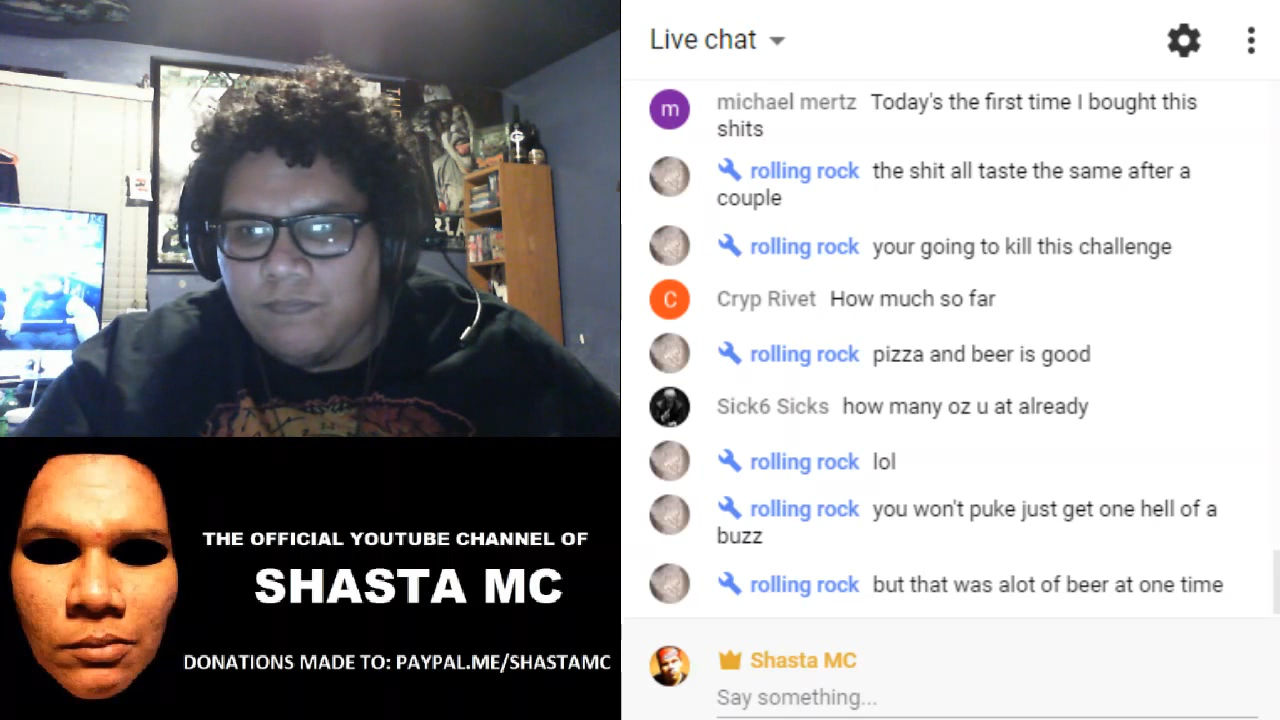 Live chat
m
michael mertz Today's the first time I bought this
shits
rolling rock the shit all taste the same after a
couple
rolling rock your going to kill this challenge
C
Cryp Rivet How much so far
rolling rock pizza and beer is good
Sick6 Sicks how many oz u at already
rolling rock lol
rolling rock you won't puke just get one hell of a
buzz
rolling rock but that was alot of beer at one time
Shasta MC
Say something...
THE OFFICIAL YOUTUBE CHANNEL OF
SHASTA MC
DONATIONS MADE TO: PAYPAL.ME/SHASTAMC